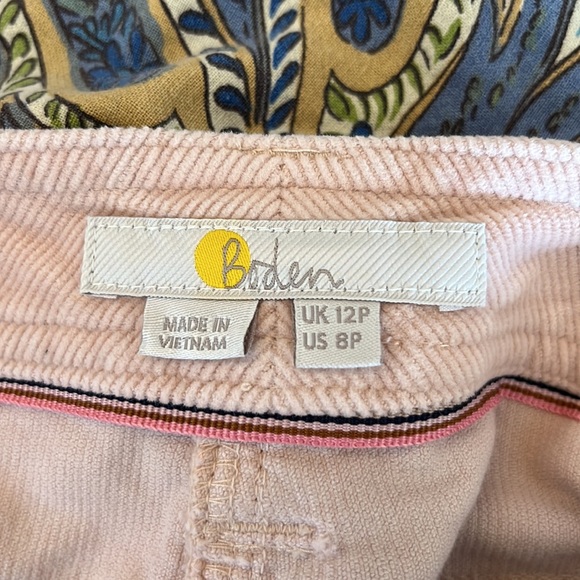 Boden
MADE IN
VIETNAM
UK 12P
US 8P